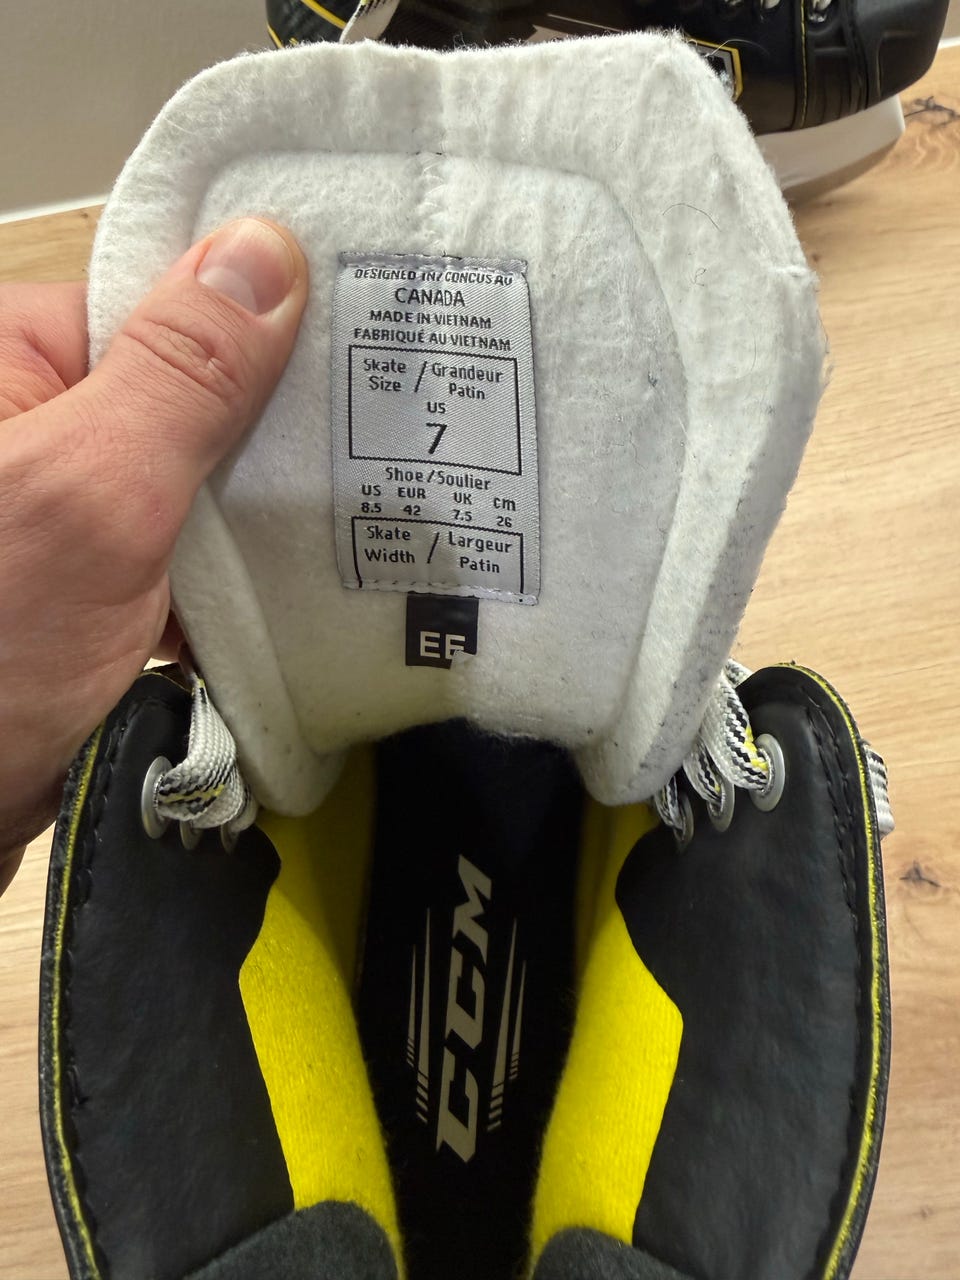 DESIGNED IN/CONCUS AU
CANADA
MADE IN VIETNAM
FABRIQUÉ AU VIETNAM
Skate Size / Grandeur Patin
US
7
Shoe/Soulier
US EUR UK cm
8.5 42 7.5 26
Skate Width / Largeur Patin
EE
CCM